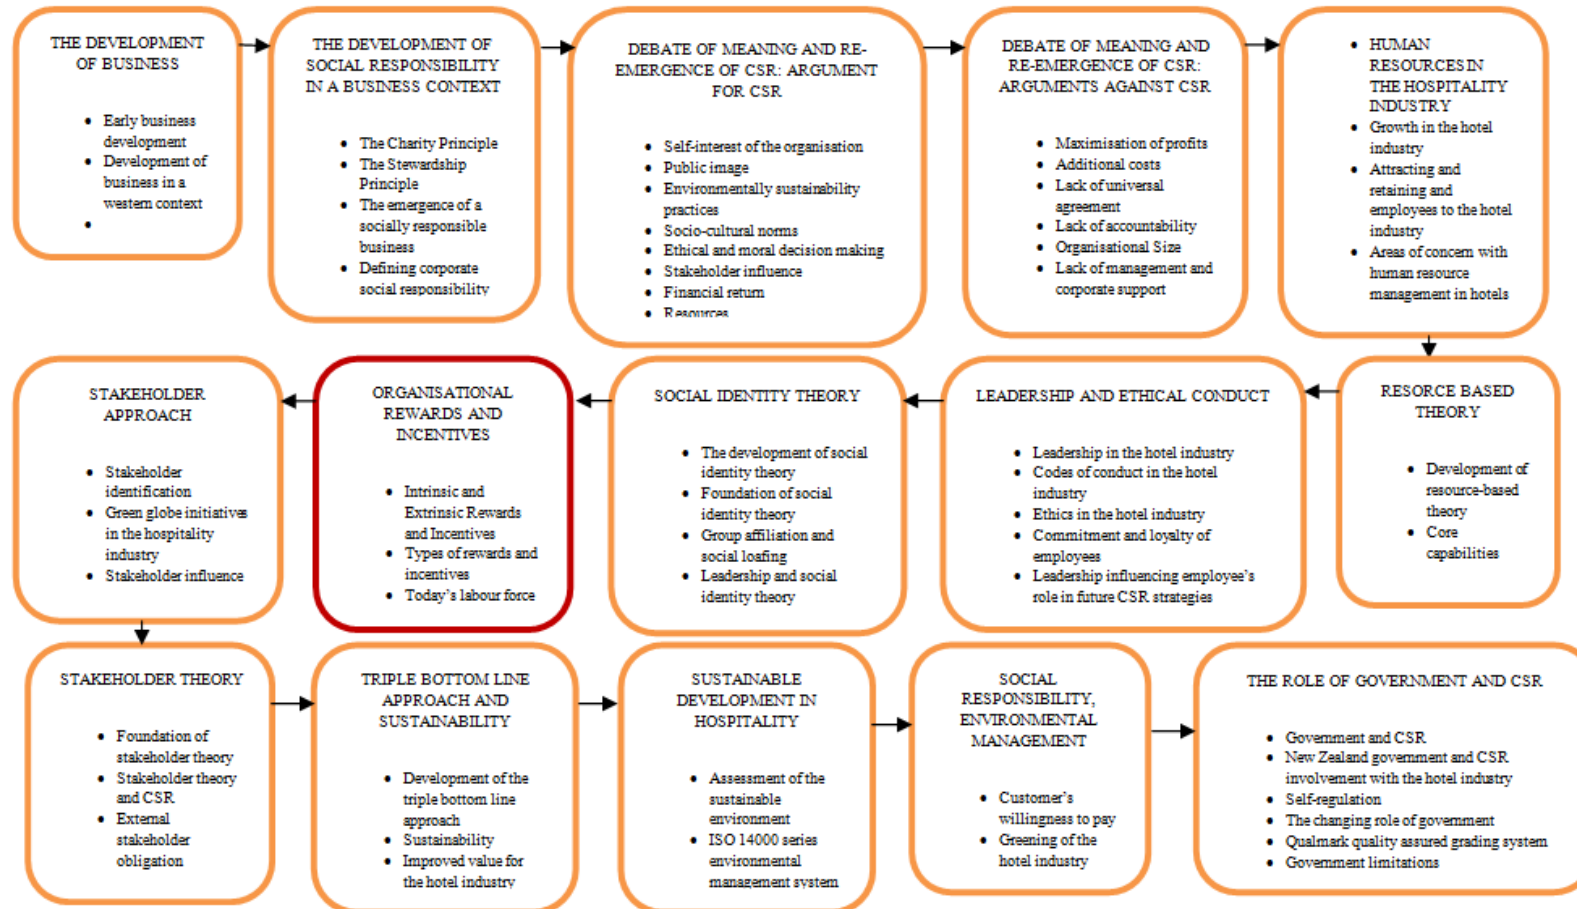 THE DEVELOPMENT
OF BUSINESS
• Early business
development
• Development of
business in a
western context
•
THE DEVELOPMENT OF
SOCIAL RESPONSIBILITY
IN A BUSINESS CONTEXT
• The Charity Principle
• The Stewardship
Principle
• The emergence of a
socially responsible
business
• Defining corporate
social responsibility
DEBATE OF MEANING AND RE-
EMERGENCE OF CSR: ARGUMENT
FOR CSR
• Self-interest of the organisation
• Public image
• Environmentally sustainability
practices
• Socio-cultural norms
• Ethical and moral decision making
• Stakeholder influence
• Financial return
• Resources
DEBATE OF MEANING AND
RE-EMERGENCE OF CSR:
ARGUMENTS AGAINST CSR
• Maximisation of profits
• Additional costs
• Lack of universal
agreement
• Lack of accountability
• Organisational Size
• Lack of management and
corporate support
• HUMAN
RESOURCES IN
THE HOSPITALITY
INDUSTRY
• Growth in the hotel
industry
• Attracting and
retaining and
employees to the hotel
industry
• Areas of concern with
human resource
management in hotels
STAKEHOLDER
APPROACH
• Stakeholder
identification
• Green globe initiatives
in the hospitality
industry
• Stakeholder influence
ORGANISATIONAL
REWARDS AND
INCENTIVES
• Intrinsic and
Extrinsic Rewards
and Incentives
• Types of rewards and
incentives
• Today's labour force
SOCIAL IDENTITY THEORY
• The development of social
identity theory
• Foundation of social
identity theory
• Group affiliation and
social loafing
• Leadership and social
identity theory
LEADERSHIP AND ETHICAL CONDUCT
• Leadership in the hotel industry
• Codes of conduct in the hotel
industry
• Ethics in the hotel industry
• Commitment and loyalty of
employees
• Leadership influencing employee's
role in future CSR strategies
RESORCE BASED
THEORY
• Development of
resource-based
theory
• Core
capabilities
STAKEHOLDER THEORY
• Foundation of
stakeholder theory
• Stakeholder theory
and CSR
• External
stakeholder
obligation
TRIPLE BOTTOM LINE
APPROACH AND
SUSTAINABILITY
• Development of the
triple bottom line
approach
• Sustainability
• Improved value for
the hotel industry
SUSTAINABLE
DEVELOPMENT IN
HOSPITALITY
• Assessment of the
sustainable
environment
• ISO 14000 series
environmental
management system
SOCIAL
RESPONSIBILITY,
ENVIRONMENTAL
MANAGEMENT
• Customer's
willingness to pay
• Greening of the
hotel industry
THE ROLE OF GOVERNMENT AND CSR
• Government and CSR
• New Zealand government and CSR
involvement with the hotel industry
• Self-regulation
• The changing role of government
• Qualmark quality assured grading system
• Government limitations